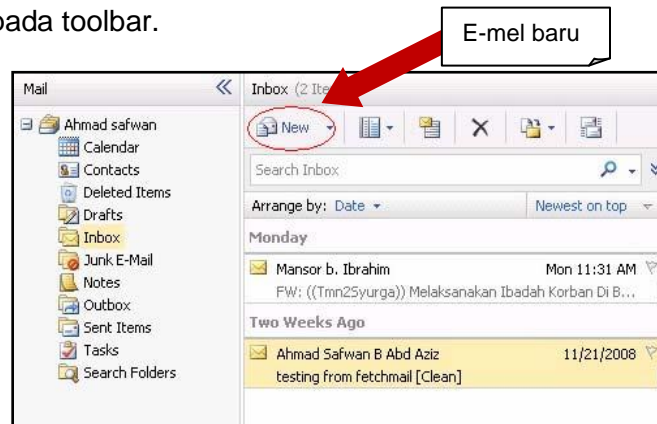 pada toolbar.
E-mel baru
Mail
Inbox (2 Ite
Ahmad safwan
Calendar
Contacts
Deleted Items
Drafts
Inbox
Junk E-Mail
Notes
Outbox
Sent Items
Tasks
Search Folders
New
Search Inbox
Arrange by: Date
Newest on top
Monday
Mansor b. Ibrahim Mon 11:31 AM
FW: ((Tmn2Syurga)) Melaksanakan Ibadah Korban Di B...
Two Weeks Ago
Ahmad Safwan B Abd Aziz 11/21/2008
testing from fetchmail [Clean]